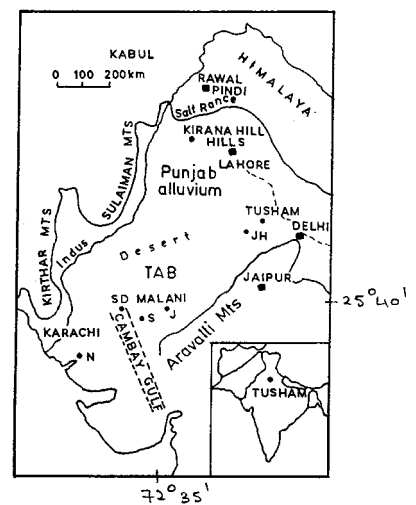 KABUL
0 100 200km
HIMALAYA
RAWAL
PINDI
Salt Range
KIRANA HILL
HILLS
LAHORE
SULAIMAN MTS
Punjab
alluvium
KIRTHAR MTS
Indus
TUSHAM
DELHI
JH
Desert
TAB
JAIPUR
SD MALANI
S J
25° 40'
KARACHI
N
CAMBAY GULF
Aravalli Mts
TUSHAM
72° 35'